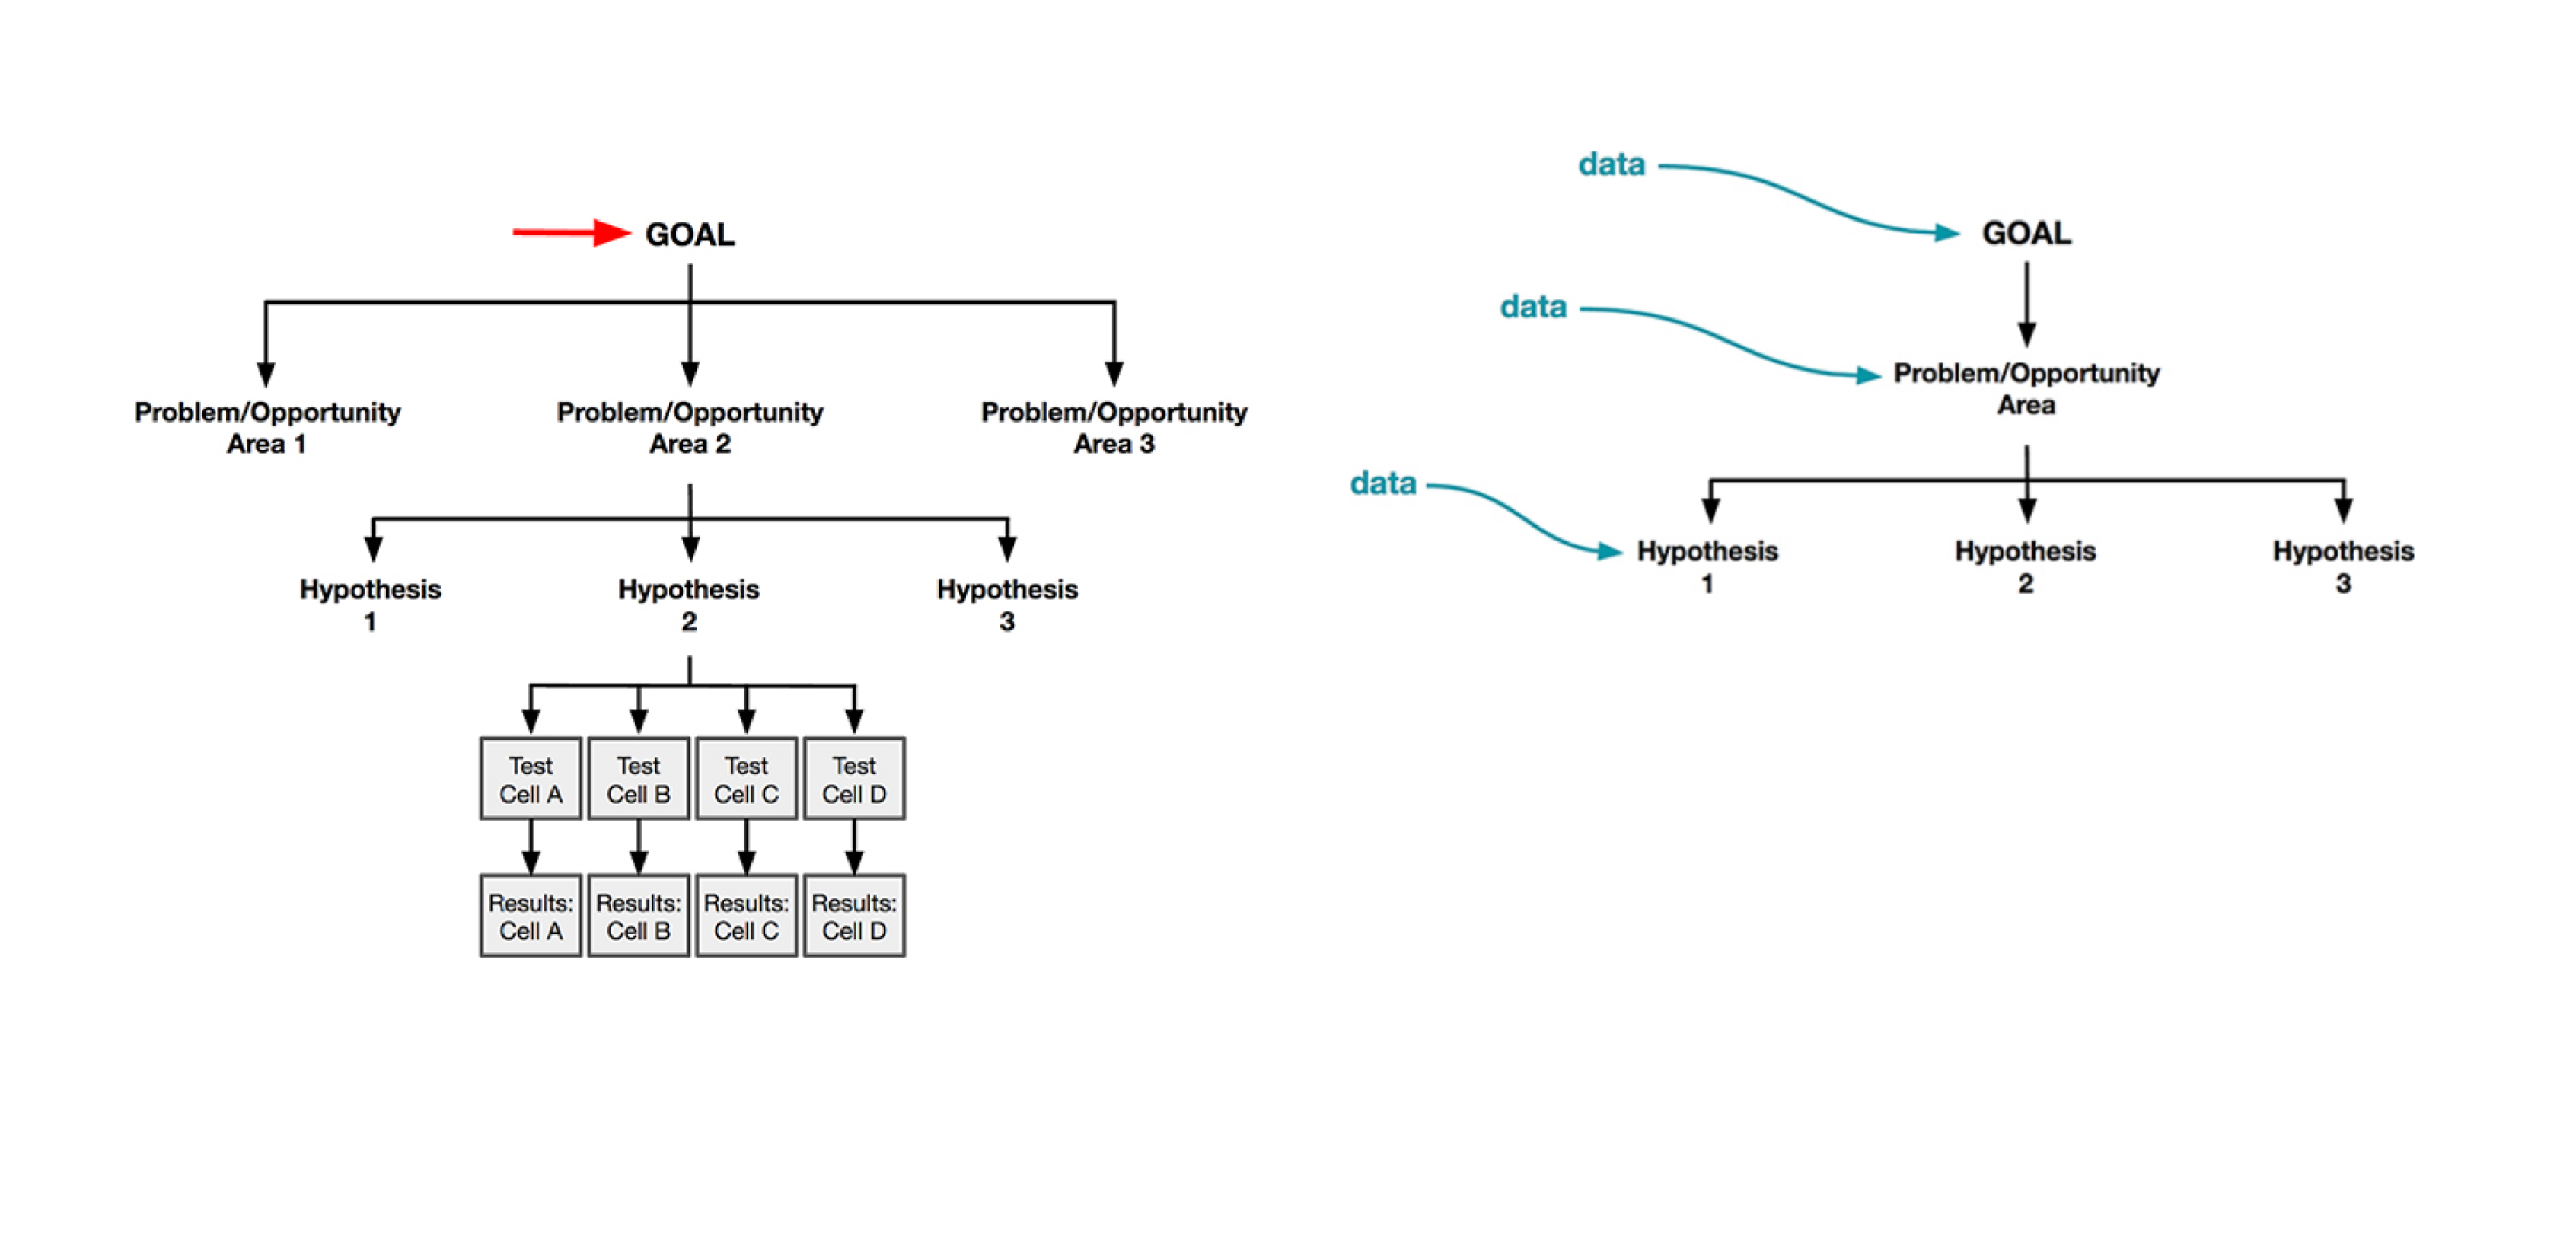 GOAL
Problem/Opportunity
Area 1
Problem/Opportunity
Area 2
Problem/Opportunity
Area 3
Hypothesis
1
Hypothesis
2
Hypothesis
3
Test
Cell A
Test
Cell B
Test
Cell C
Test
Cell D
Results:
Cell A
Results:
Cell B
Results:
Cell C
Results:
Cell D
data
GOAL
data
Problem/Opportunity
Area
data
Hypothesis
1
Hypothesis
2
Hypothesis
3